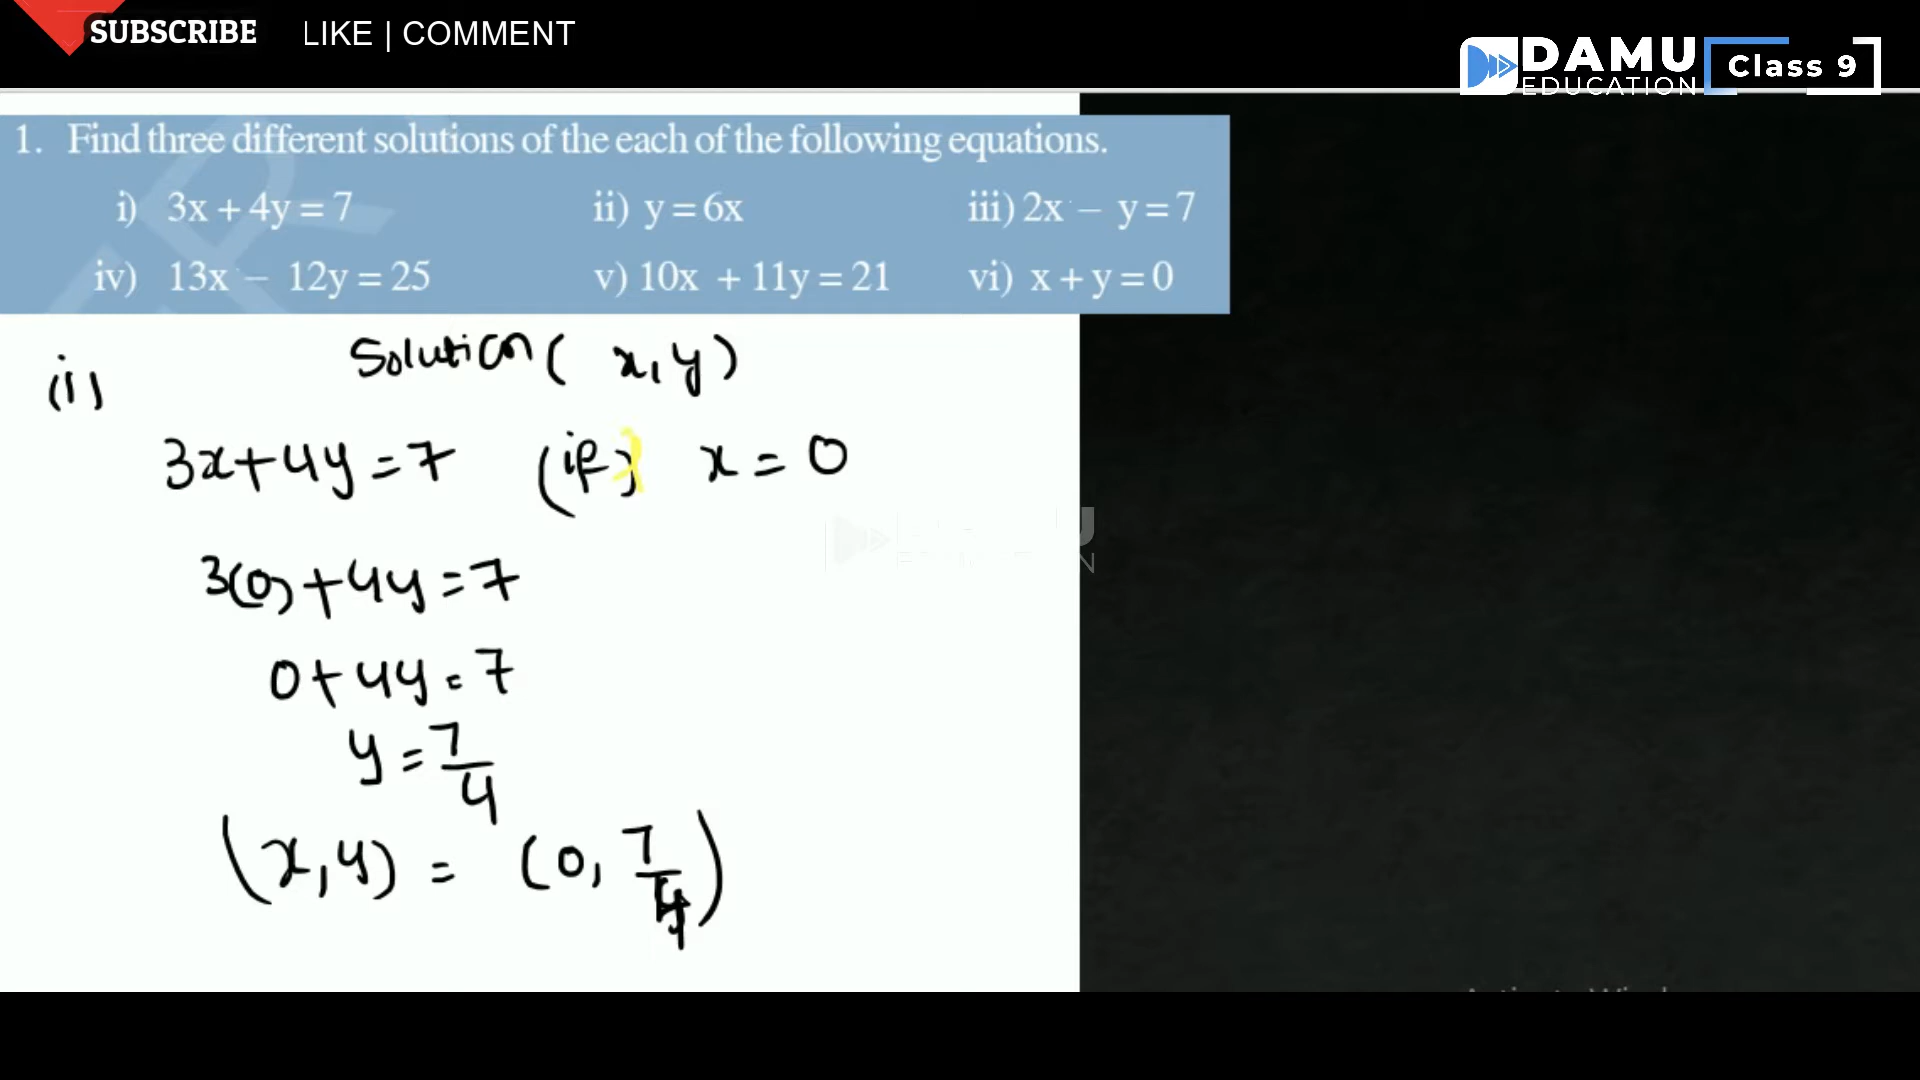 SUBSCRIBE LIKE | COMMENT
DAMU
EDUCATION
Class 9
1. Find three different solutions of the each of the following equations.
i) 3x + 4y = 7 ii) y = 6x iii) 2x – y = 7
iv) 13x – 12y = 25 v) 10x + 11y = 21 vi) x + y = 0
Solution ( x, y )
(i)
3x+4y=7 (if) x = 0
3(0)+4y=7
0+4y=7
y=7/4
(x,y) = (0, 7/4)